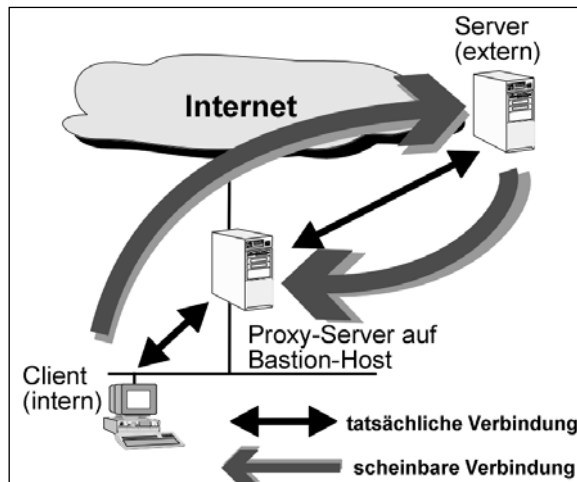 Server
(extern)
Internet
Proxy-Server auf
Bastion-Host
Client
(intern)
tatsächliche Verbindung
scheinbare Verbindung